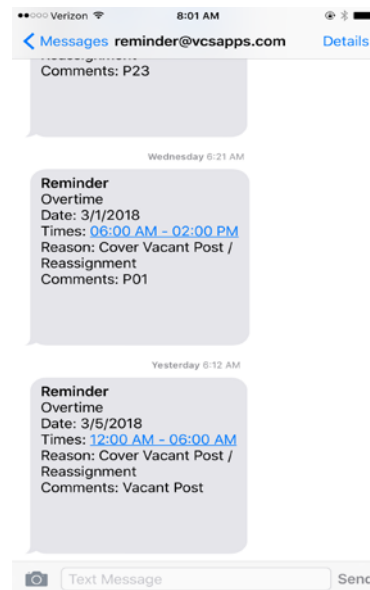 Verizon 8:01 AM
Messages reminder@vcsapps.com Details
Reassignment
Comments: P23
Wednesday 6:21 AM
Reminder
Overtime
Date: 3/1/2018
Times: 06:00 AM - 02:00 PM
Reason: Cover Vacant Post /
Reassignment
Comments: P01
Yesterday 6:12 AM
Reminder
Overtime
Date: 3/5/2018
Times: 12:00 AM - 06:00 AM
Reason: Cover Vacant Post /
Reassignment
Comments: Vacant Post
Text Message Send